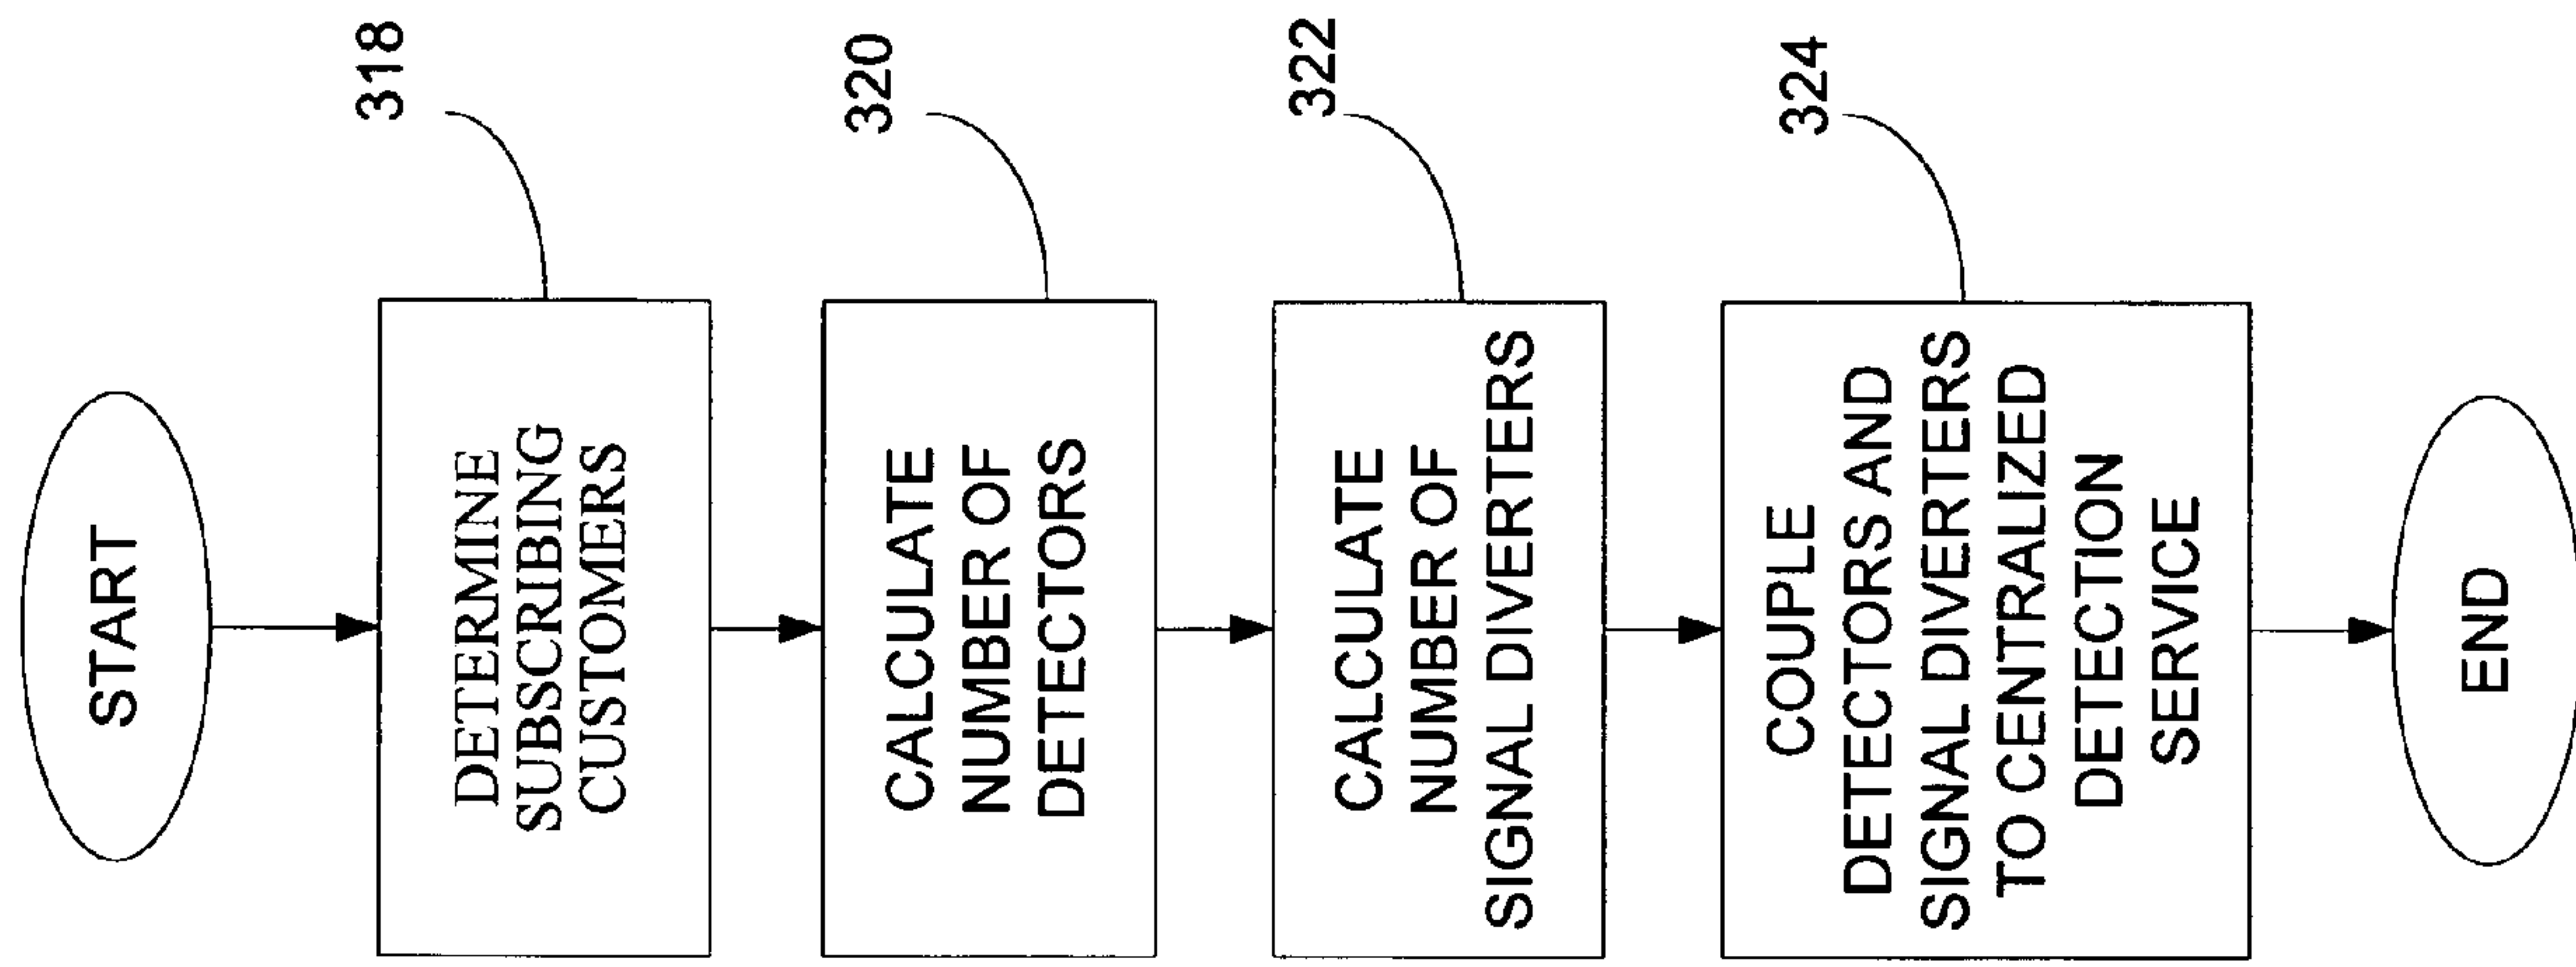 START
318
DETERMINE
SUBSCRIBING
CUSTOMERS
320
CALCULATE
NUMBER OF
DETECTORS
322
CALCULATE
NUMBER OF
SIGNAL DIVERTERS
324
COUPLE
DETECTORS AND
SIGNAL DIVERTERS
TO CENTRALIZED
DETECTION
SERVICE
END